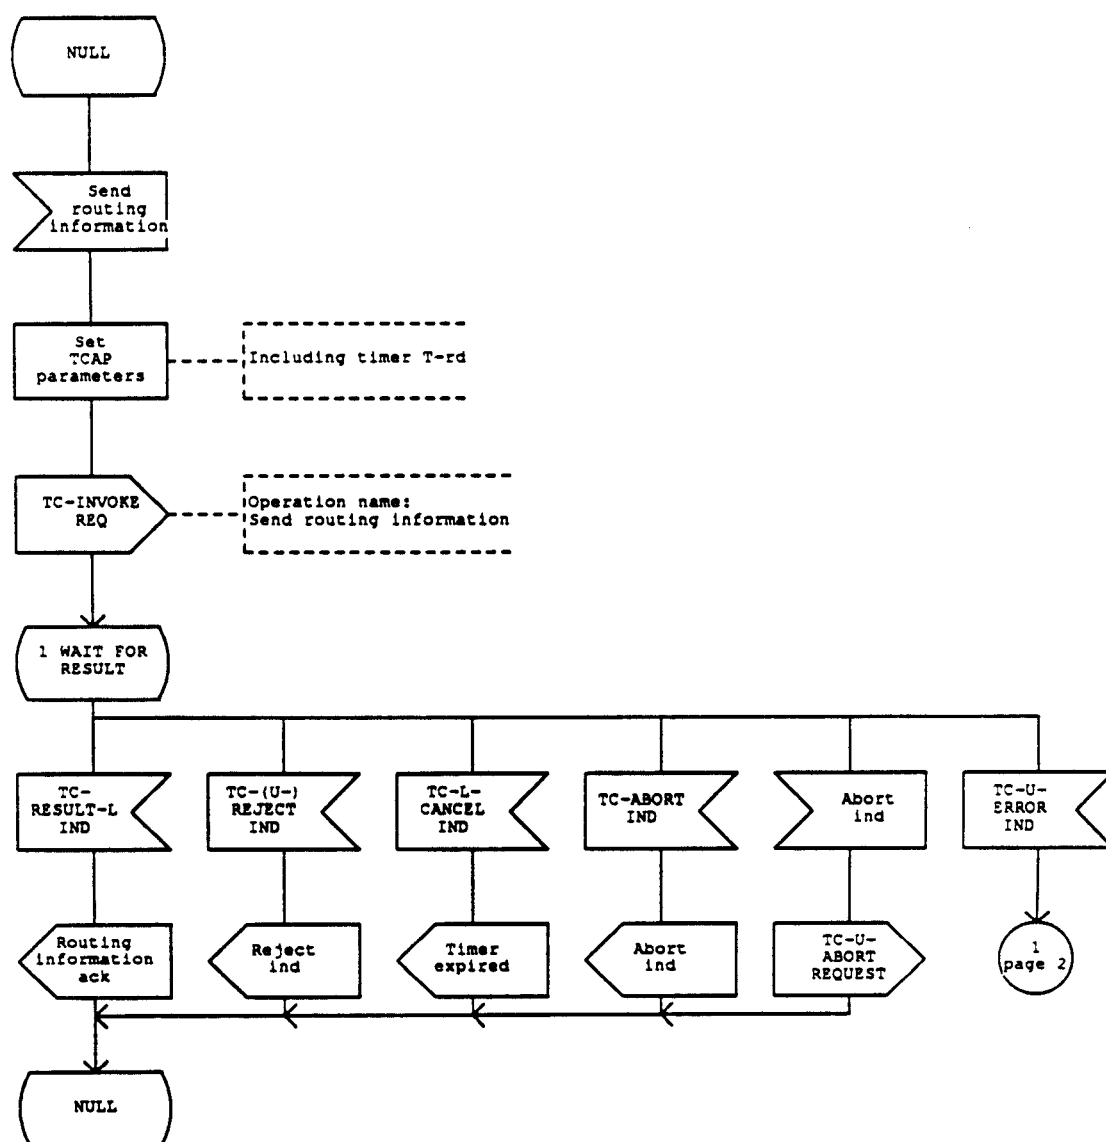 NULL
Send
routing
information
Set
TCAP
parameters
Including timer T-rd
TC-INVOKE
REQ
Operation name:
Send routing information
1 WAIT FOR
RESULT
TC-
RESULT-L
IND
TC-(U-)
REJECT
IND
TC-L-
CANCEL
IND
TC-ABORT
IND
Abort
ind
TC-U-
ERROR
IND
Routing
information
ack
Reject
ind
Timer
expired
Abort
ind
TC-U-
ABORT
REQUEST
1
page 2
NULL